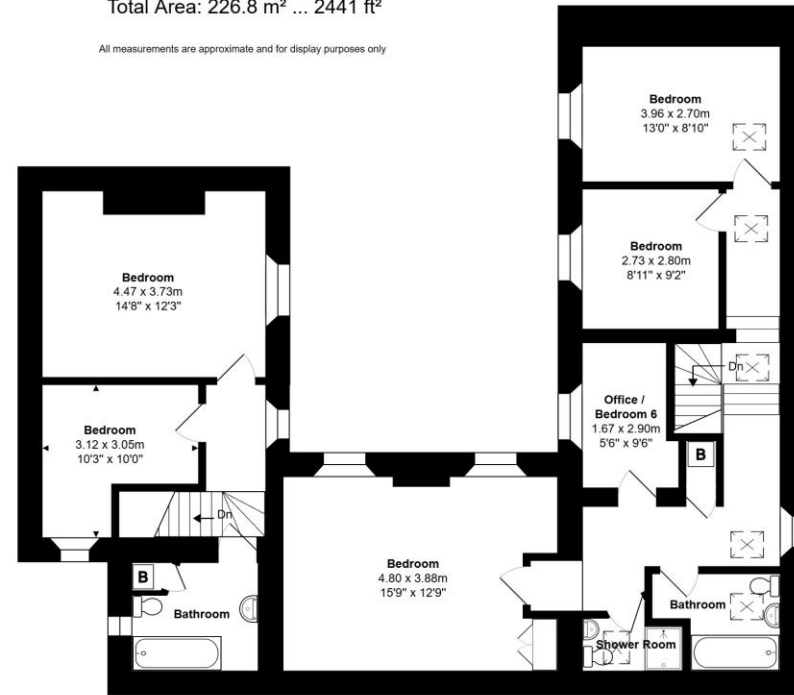 Total Area: 226.8 m² ... 2441 ft²
All measurements are approximate and for display purposes only
Bedroom
3.96 x 2.70m
13'0" x 8'10"
Bedroom
2.73 x 2.80m
8'11" x 9'2"
Bedroom
4.47 x 3.73m
14'8" x 12'3"
Dn
Office /
Bedroom 6
1.67 x 2.90m
5'6" x 9'6"
Bedroom
3.12 x 3.05m
10'3" x 10'0"
B
Dn
Bedroom
4.80 x 3.88m
15'9" x 12'9"
B
Bathroom
Bathroom
Shower Room